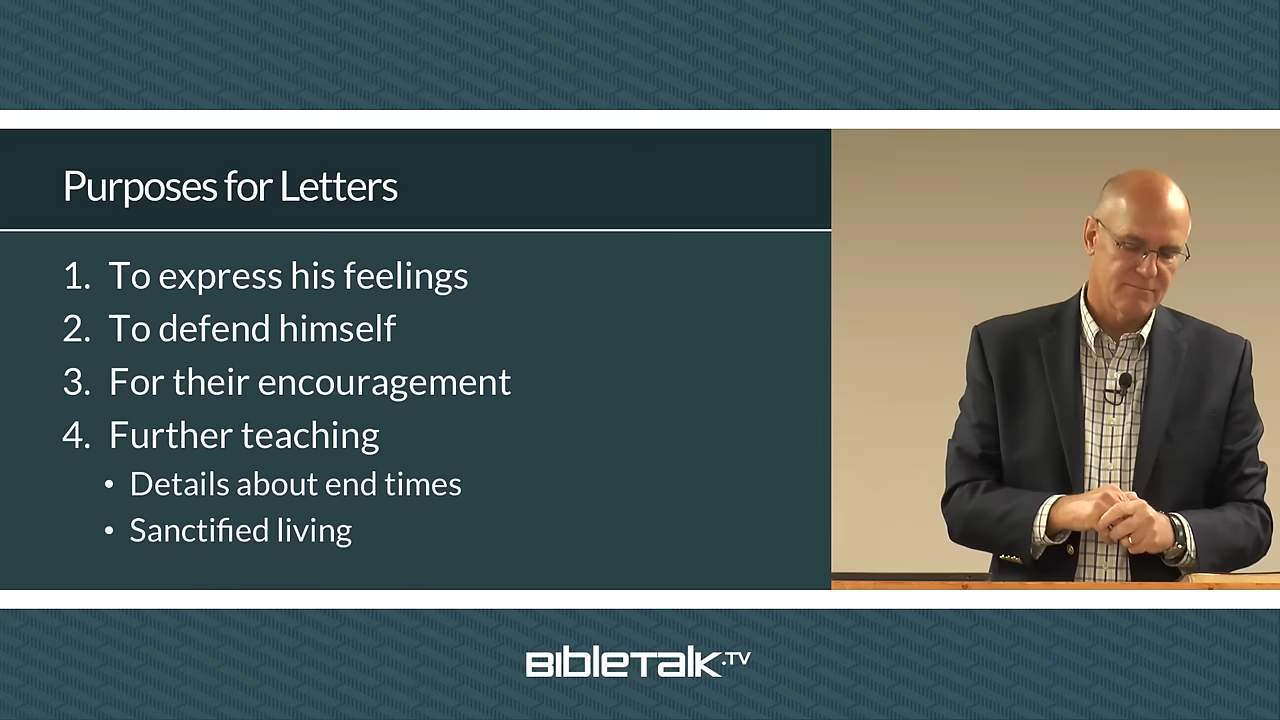 Purposes for Letters
1. To express his feelings
2. To defend himself
3. For their encouragement
4. Further teaching
• Details about end times
• Sanctified living
BibleTalk.TV